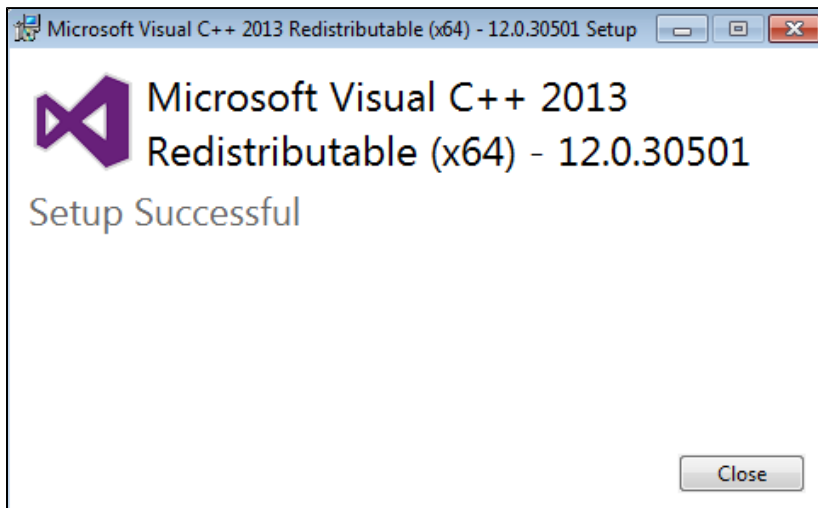 Microsoft Visual C++ 2013 Redistributable (x64) - 12.0.30501 Setup
Microsoft Visual C++ 2013
Redistributable (x64) - 12.0.30501
Setup Successful
Close